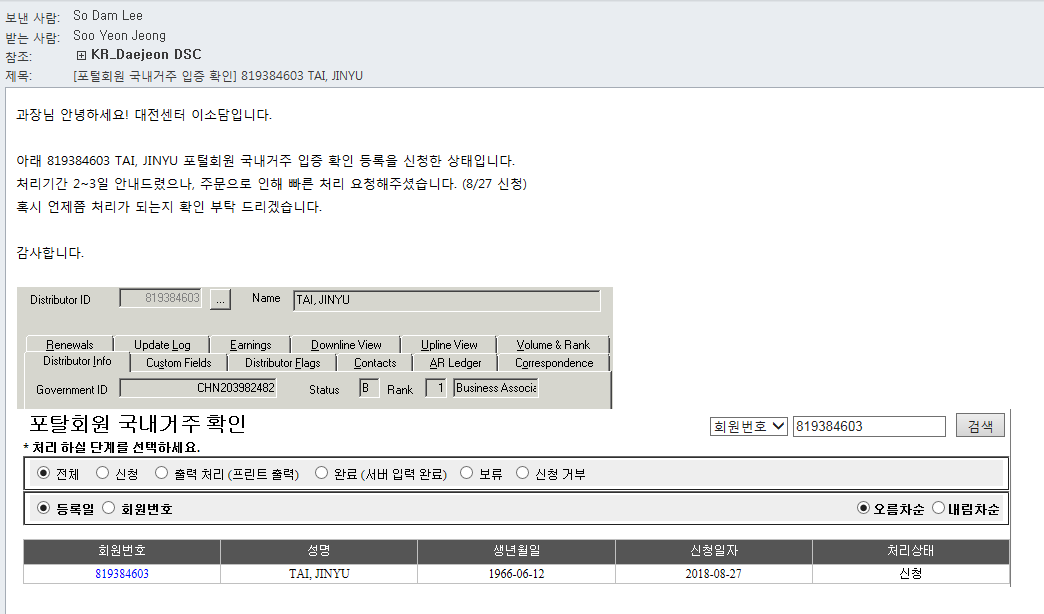 보낸 사람: So Dam Lee
받는 사람: Soo Yeon Jeong
참조: KR_Daejeon DSC
제목: [포털회원 국내거주 입증 확인] 819384603 TAI, JINYU
과장님 안녕하세요! 대전센터 이소담입니다.
아래 819384603 TAI, JINYU 포털회원 국내거주 입증 확인 등록을 신청한 상태입니다.
처리기간 2~3일 안내드렸으나, 주문으로 인해 빠른 처리 요청해주셨습니다. (8/27 신청)
혹시 언제쯤 처리가 되는지 확인 부탁 드리겠습니다.
감사합니다.
Distributor ID 819384603 ... Name TAI, JINYU
Renewals Update Log Earnings Downline View Upline View Volume & Rank
Distributor Info Custom Fields Distributor Flags Contacts AR Ledger Correspondence
Government ID CHN203982482 Status B Rank 1 Business Associa
포탈회원 국내거주 확인 회원번호 819384603 검색
* 처리 하실 단계를 선택하세요.
전체 신청 출력 처리 (프린트 출력) 완료 (서버 입력 완료) 보류 신청 거부
등록일 회원번호 오름차순 내림차순
회원번호 성명 생년월일 신청일자 처리상태
819384603 TAI, JINYU 1966-06-12 2018-08-27 신청